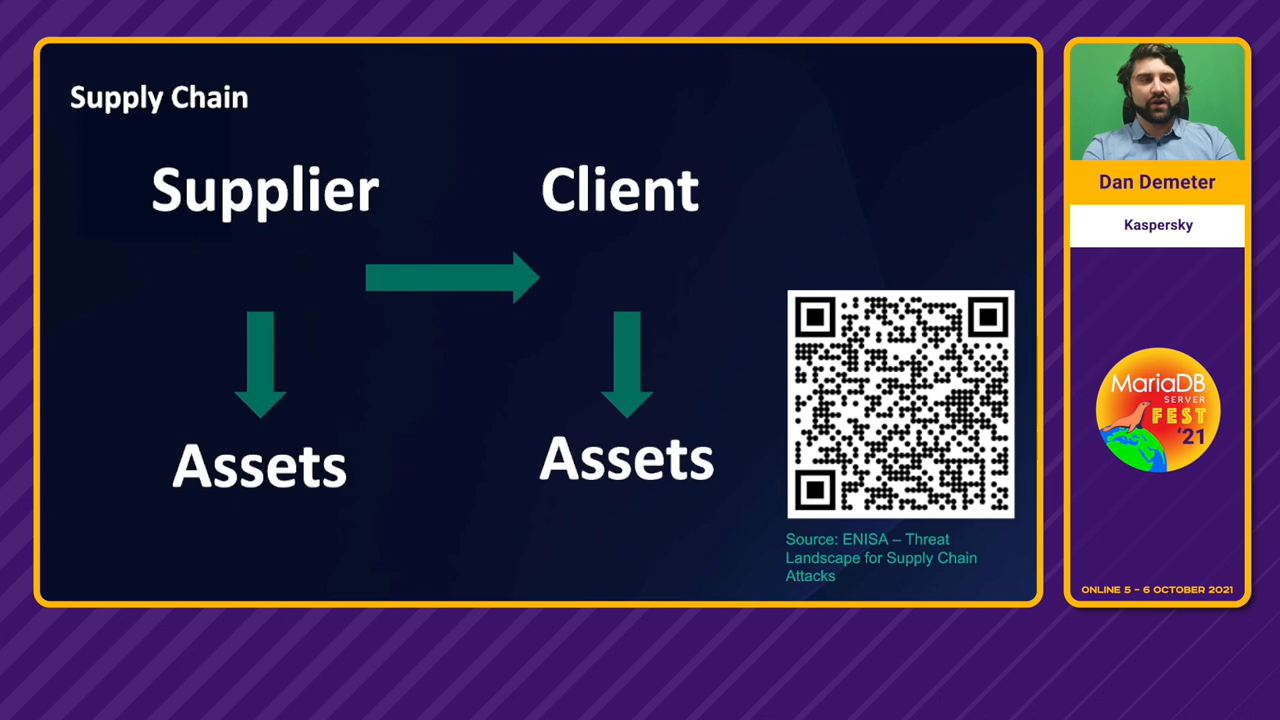 Supply Chain
Supplier
Client
Assets
Assets
Source: ENISA – Threat
Landscape for Supply Chain
Attacks
Dan Demeter
Kaspersky
MariaDB
SERVER
FEST
'21
ONLINE 5 – 6 OCTOBER 2021